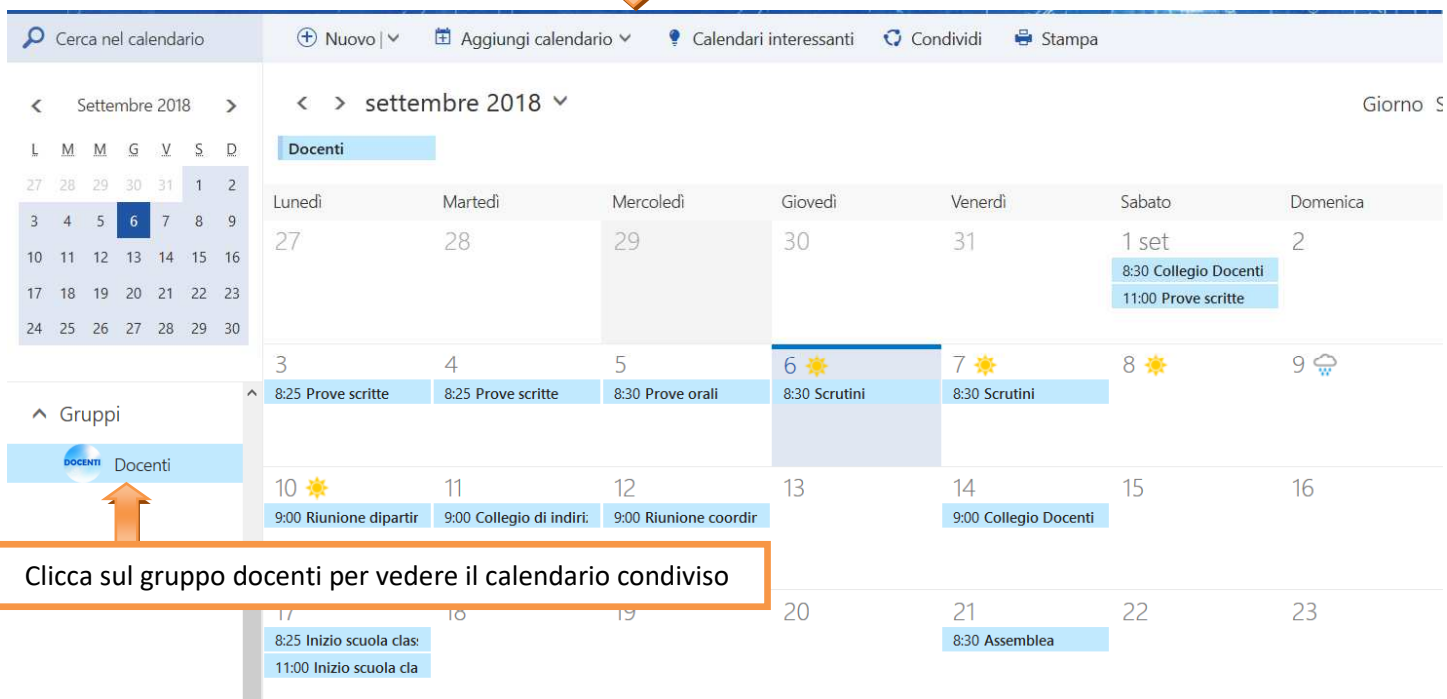 Cerca nel calendario
Nuovo | Aggiungi calendario Calendari interessanti Condividi Stampa
Settembre 2018
L M M G V S D
27 28 29 30 31 1 2
3 4 5 6 7 8 9
10 11 12 13 14 15 16
17 18 19 20 21 22 23
24 25 26 27 28 29 30
Gruppi
DOCENTI Docenti
settembre 2018
Giorno S
Docenti
Lunedì Martedì Mercoledì Giovedì Venerdì Sabato Domenica
27 28 29 30 31 1 set 2
8:30 Collegio Docenti
11:00 Prove scritte
3 4 5 6 7 8 9
8:25 Prove scritte 8:25 Prove scritte 8:30 Prove orali 8:30 Scrutini 8:30 Scrutini
10 11 12 13 14 15 16
9:00 Riunione dipartir 9:00 Collegio di indiri: 9:00 Riunione coordir 9:00 Collegio Docenti
Clicca sul gruppo docenti per vedere il calendario condiviso
17 18 19 20 21 22 23
8:25 Inizio scuola clas: 8:30 Assemblea
11:00 Inizio scuola cla